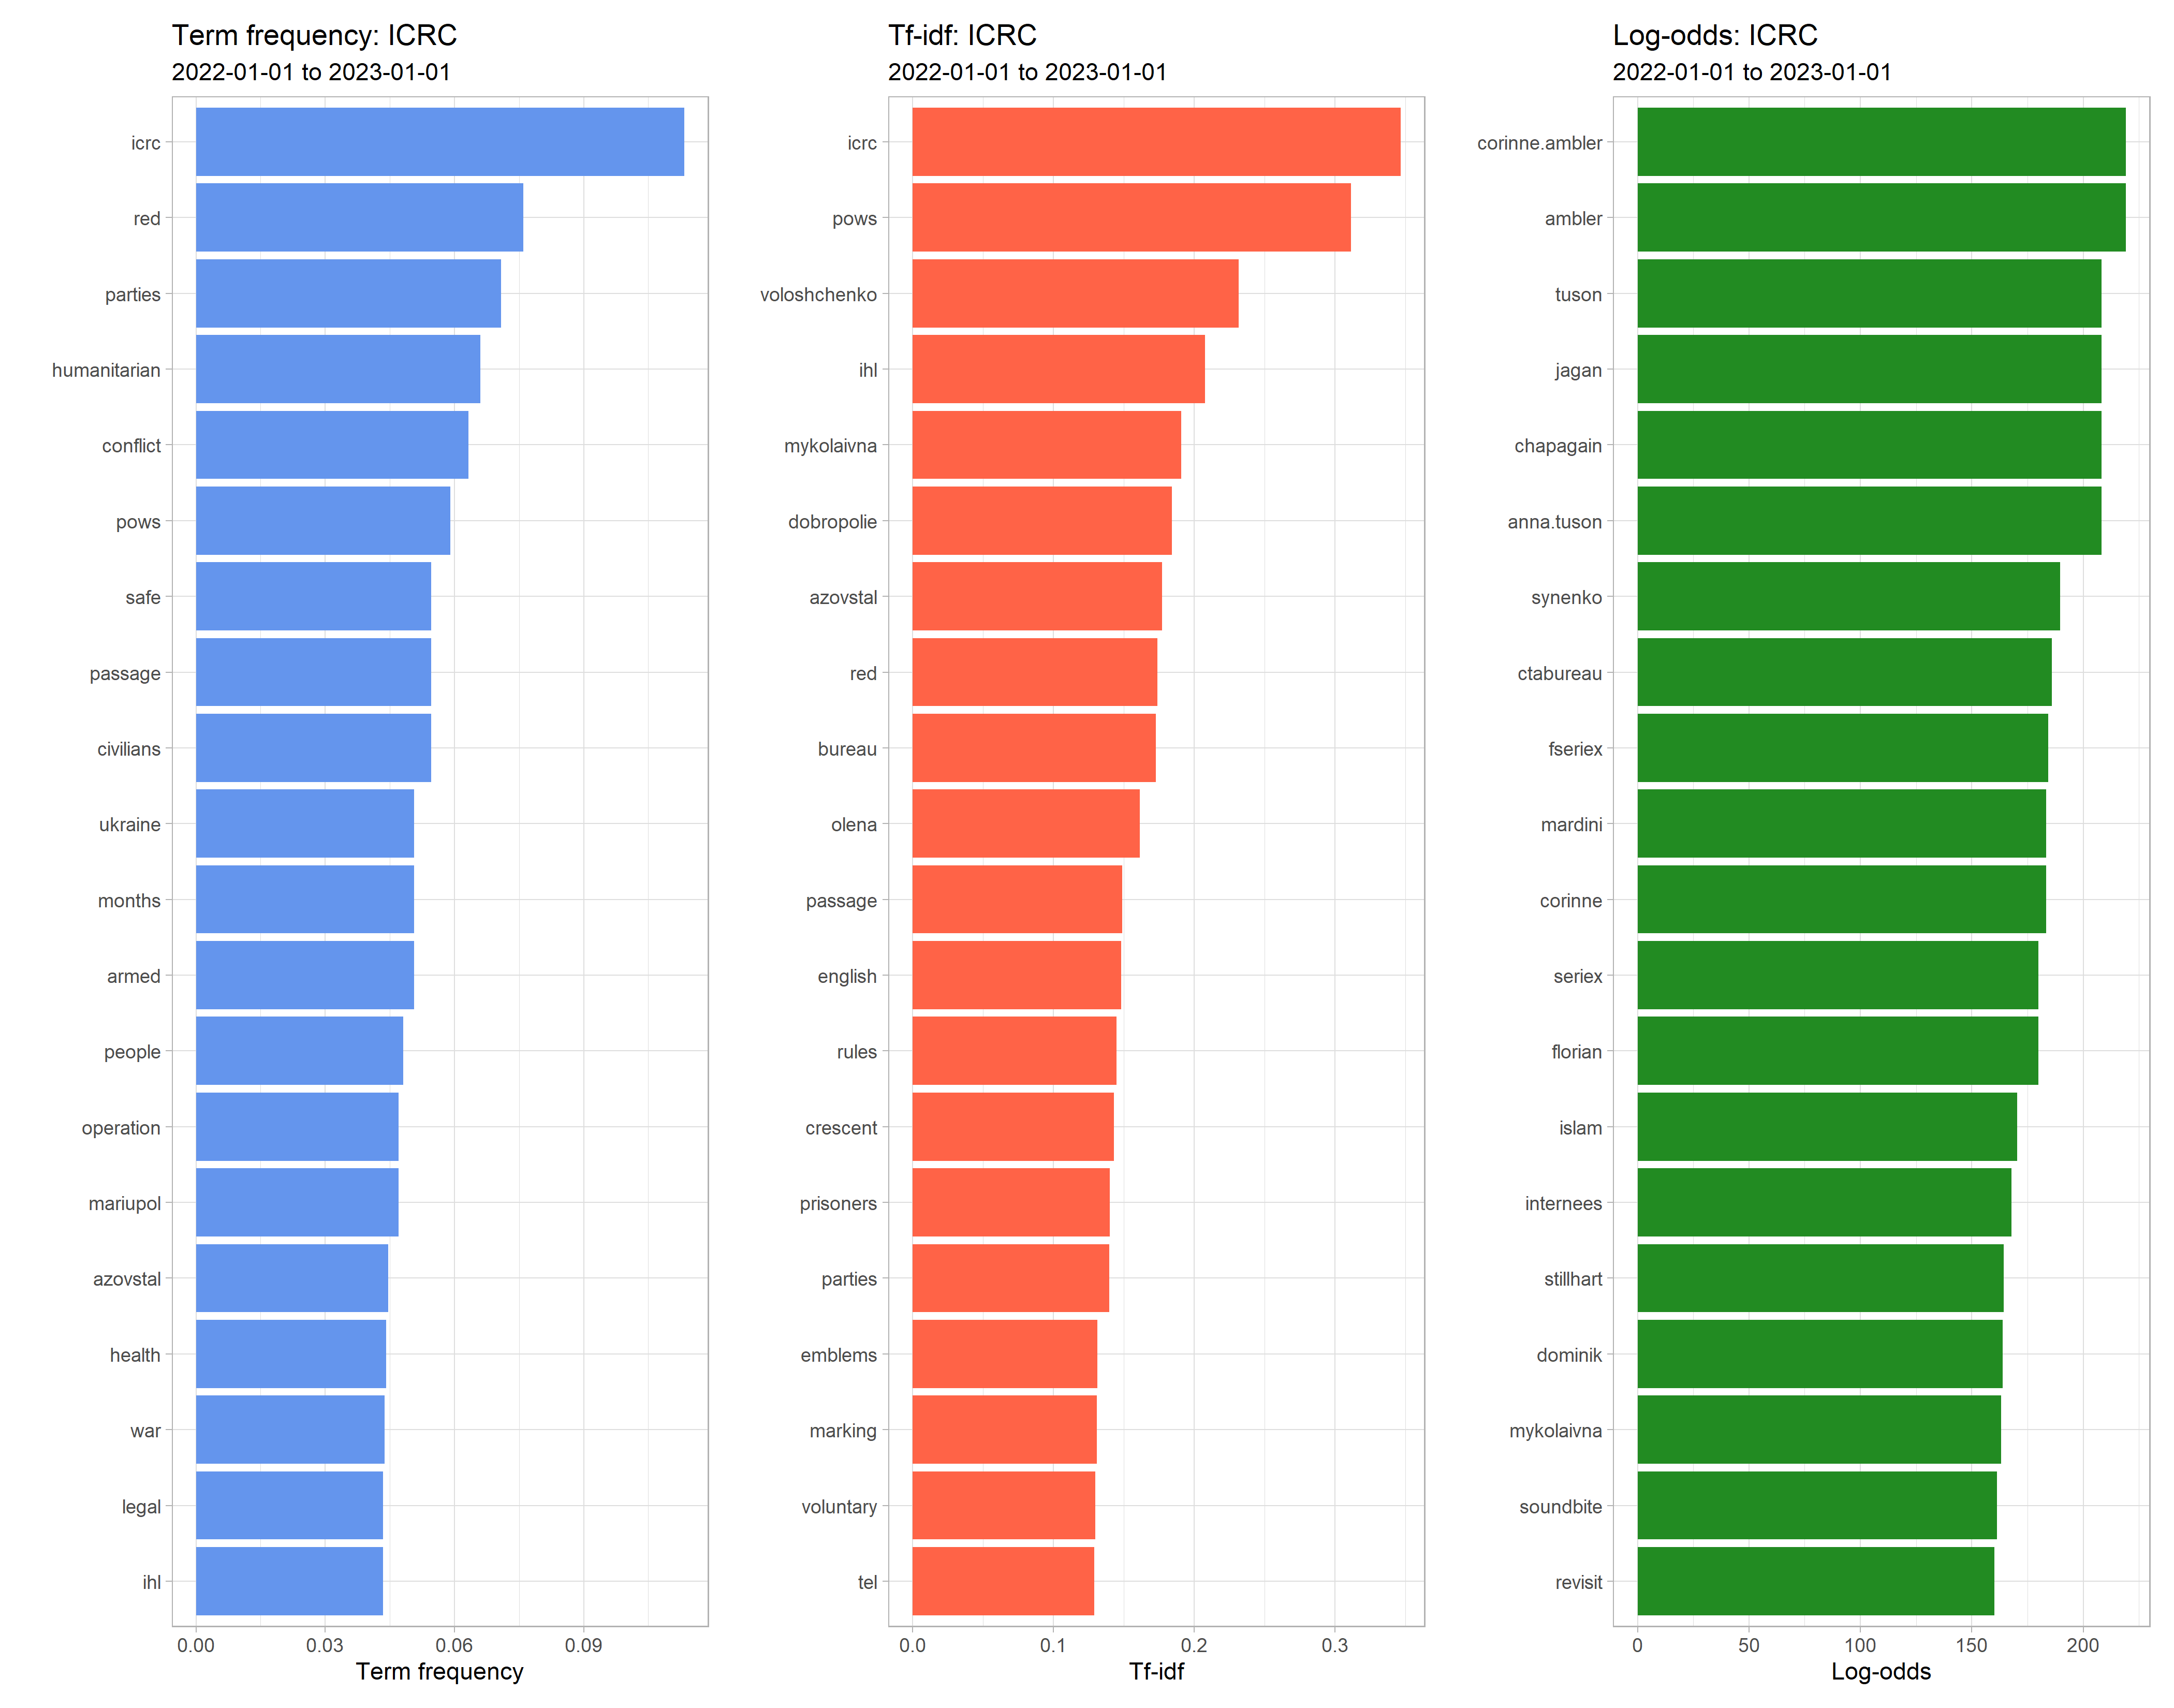 Term frequency: ICRC
2022-01-01 to 2023-01-01
icrc
red
parties
humanitarian
conflict
pows
safe
passage
civilians
ukraine
months
armed
people
operation
mariupol
azovstal
health
war
legal
ihl
0.00 0.03 0.06 0.09
Term frequency
Tf-idf: ICRC
2022-01-01 to 2023-01-01
icrc
pows
voloshchenko
ihl
mykolaivna
dobropolie
azovstal
red
bureau
olena
passage
english
rules
crescent
prisoners
parties
emblems
marking
voluntary
tel
0.0 0.1 0.2 0.3
Tf-idf
Log-odds: ICRC
2022-01-01 to 2023-01-01
corinne.ambler
ambler
tuson
jagan
chapagain
anna.tuson
synenko
ctabureau
fseriex
mardini
corinne
seriex
florian
islam
internees
stillhart
dominik
mykolaivna
soundbite
revisit
0 50 100 150 200
Log-odds